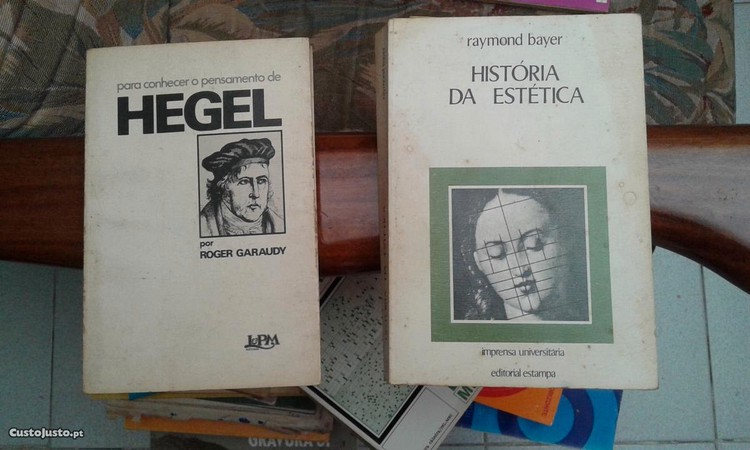 para conhecer o pensamento de
HEGEL
por
ROGER GARAUDY
L&PM
raymond bayer
HISTÓRIA
DA ESTÉTICA
imprensa universitária
editorial estampa
GRAVURA
CustoJusto.pt